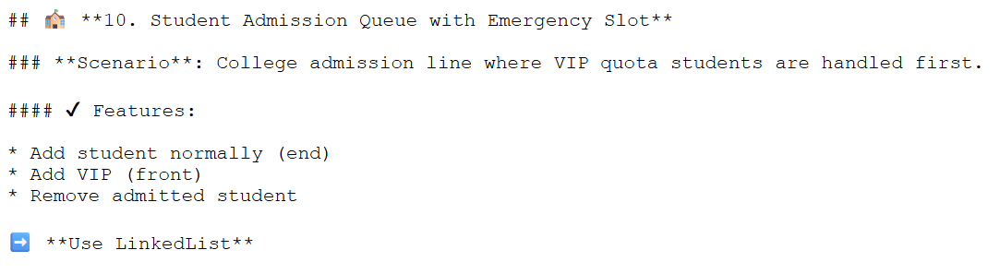 ## 🏫 **10. Student Admission Queue with Emergency Slot**
### **Scenario**: College admission line where VIP quota students are handled first.
#### ✔ Features:
* Add student normally (end)
* Add VIP (front)
* Remove admitted student
➡️ **Use LinkedList**